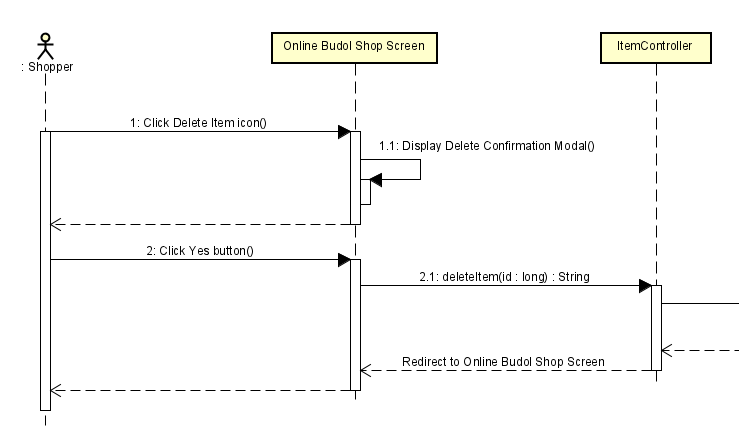 Online Budol Shop Screen
ItemController
: Shopper
1: Click Delete Item icon()
1.1: Display Delete Confirmation Modal()
2: Click Yes button()
2.1: deleteItem(id : long) : String
Redirect to Online Budol Shop Screen